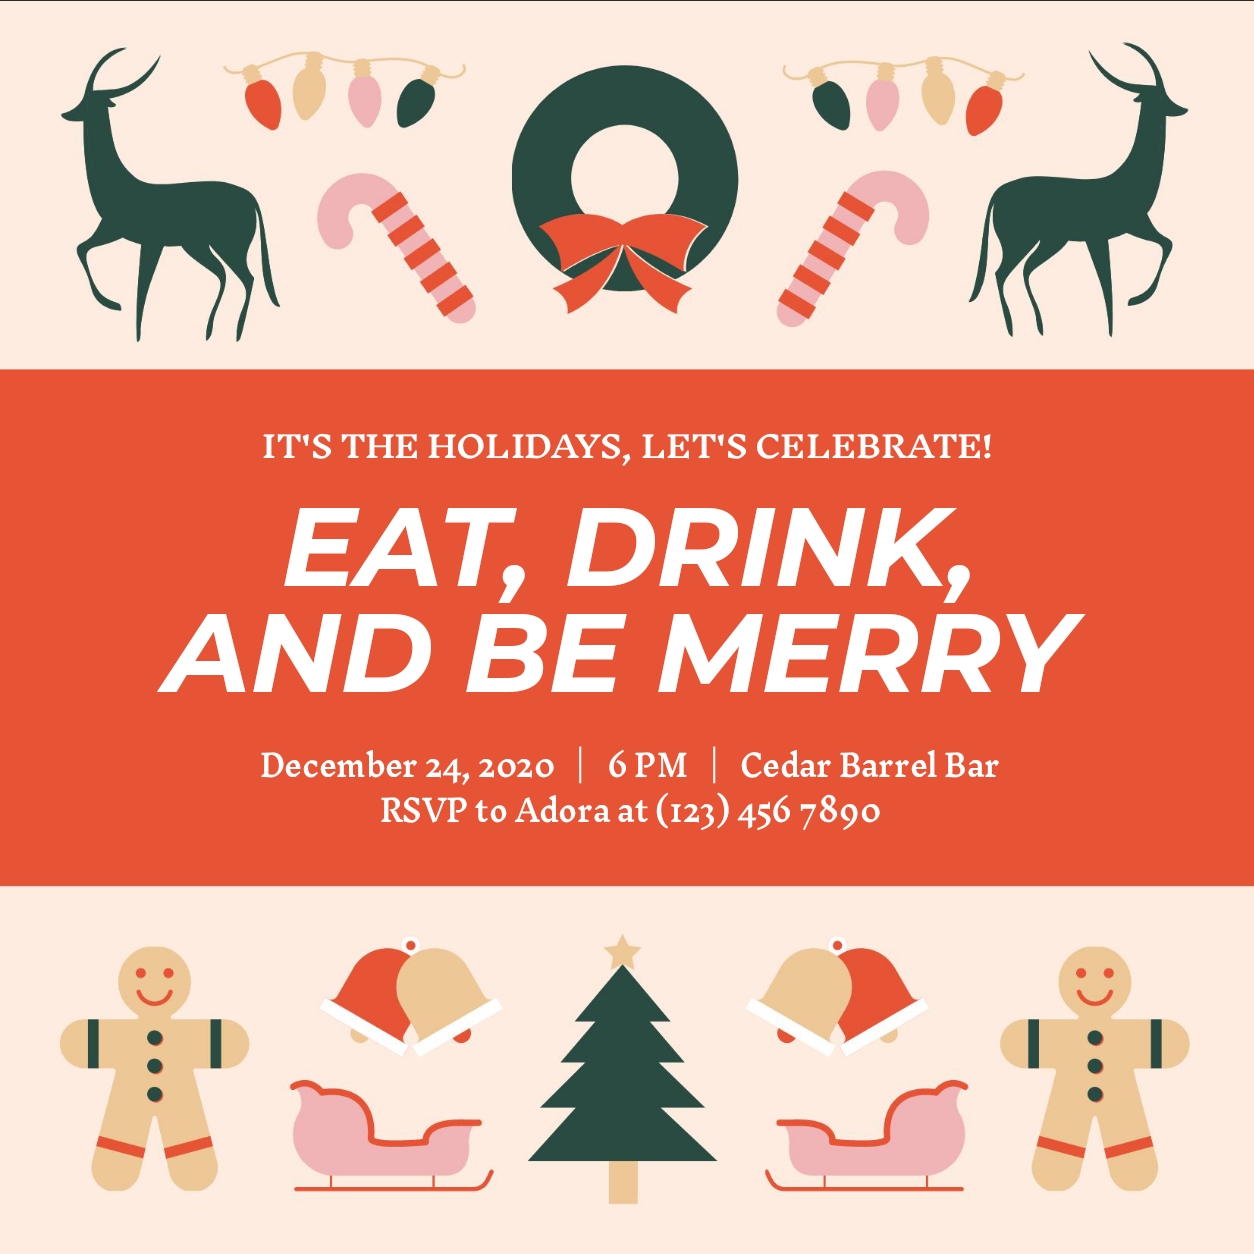 IT'S THE HOLIDAYS, LET'S CELEBRATE!
EAT, DRINK,
AND BE MERRY
December 24, 2020 | 6 PM | Cedar Barrel Bar
RSVP to Adora at (123) 456 7890